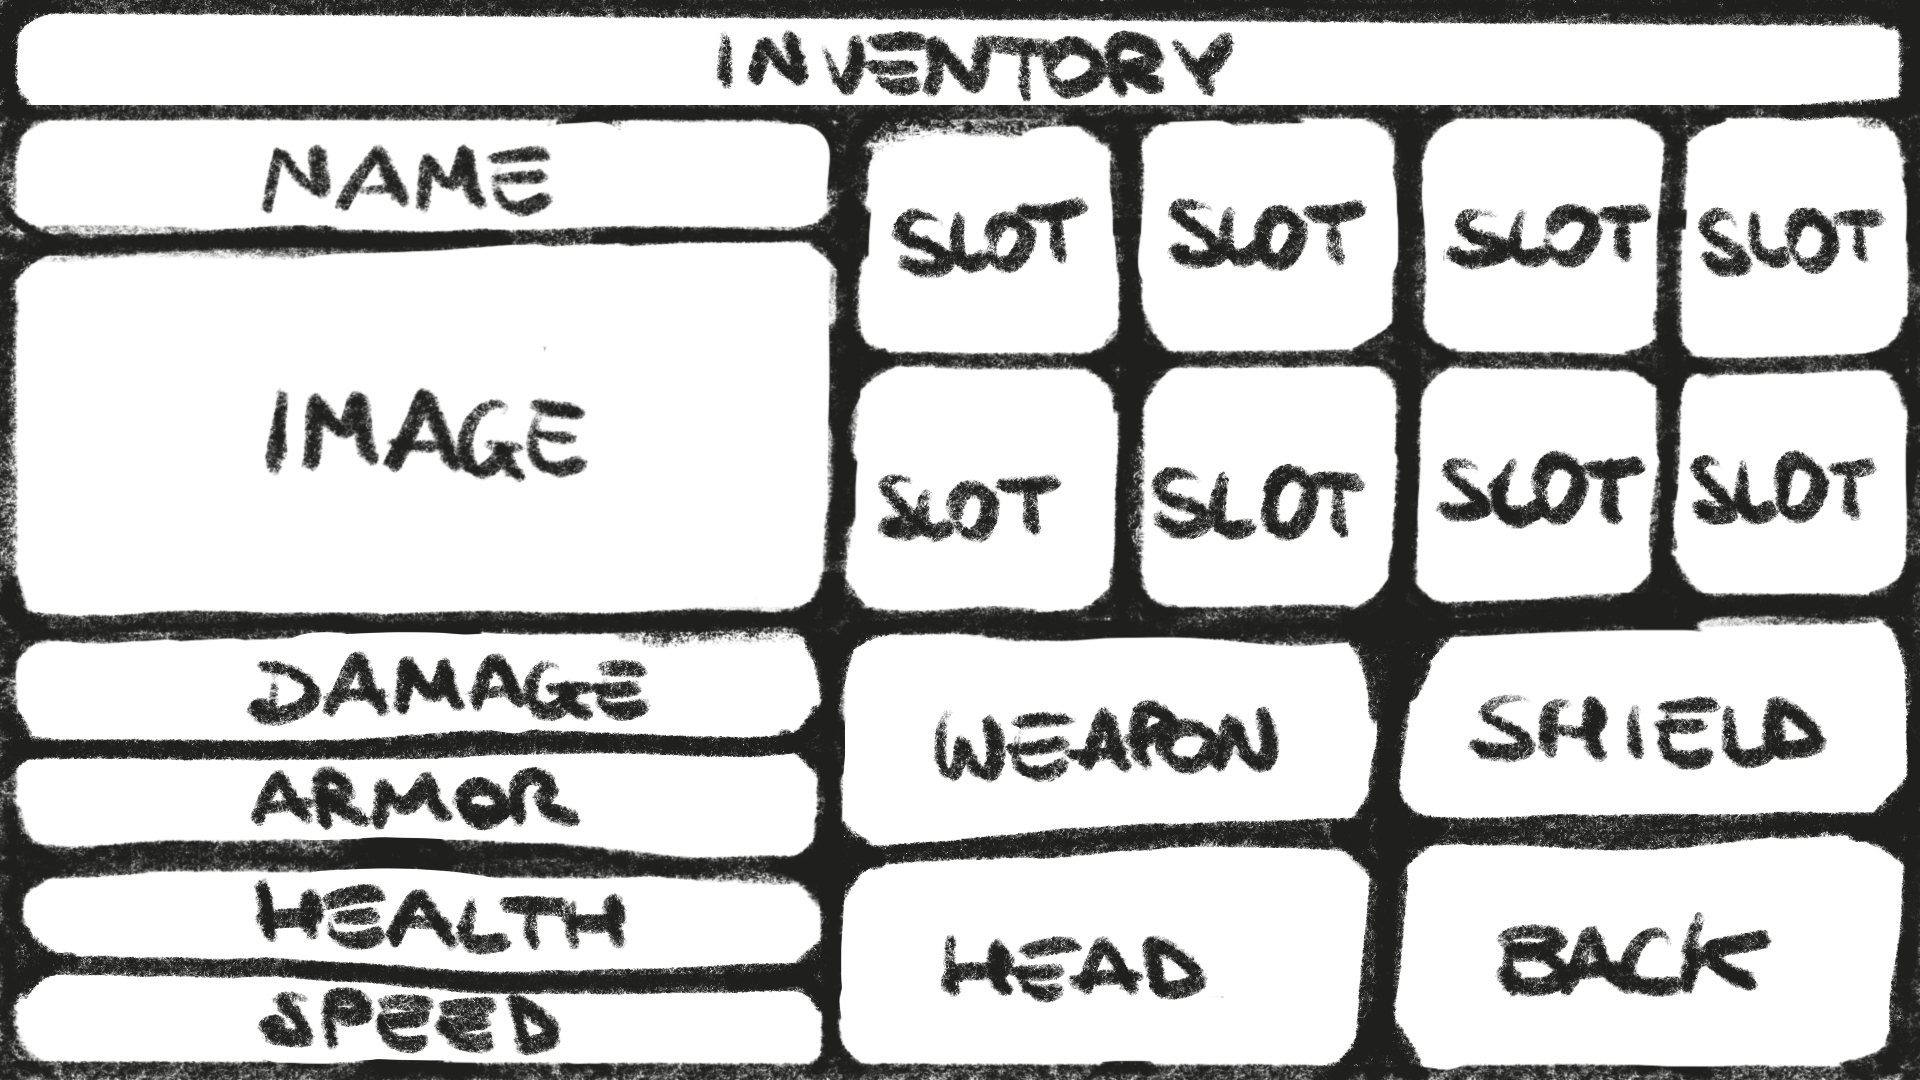 INVENTORY
NAME
IMAGE
DAMAGE
ARMOR
HEALTH
SPEED
SLOT SLOT SLOT SLOT
SLOT SLOT SLOT SLOT
WEAPON SHIELD
HEAD BACK